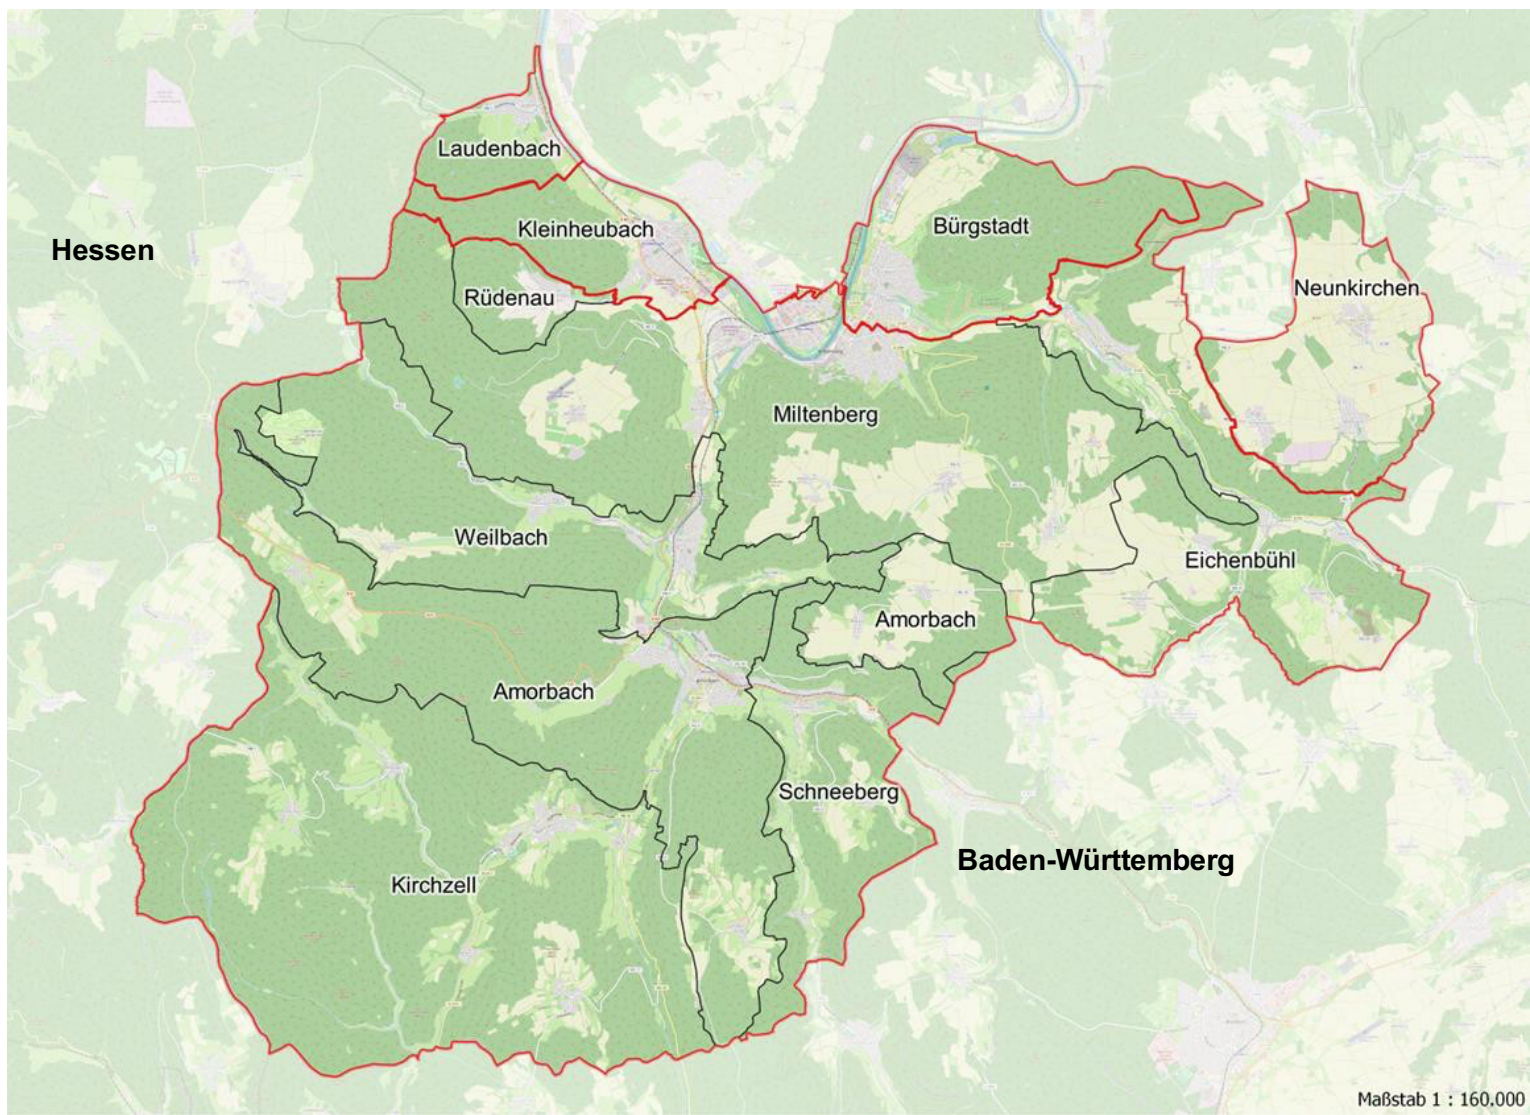 Laudenbach
Kleinheubach
Bürgstadt
Hessen
Rüdenau
Neunkirchen
Miltenberg
Weilbach
Eichenbühl
Amorbach
Amorbach
Schneeberg
Baden-Württemberg
Kirchzell
Maßstab 1 : 160.000